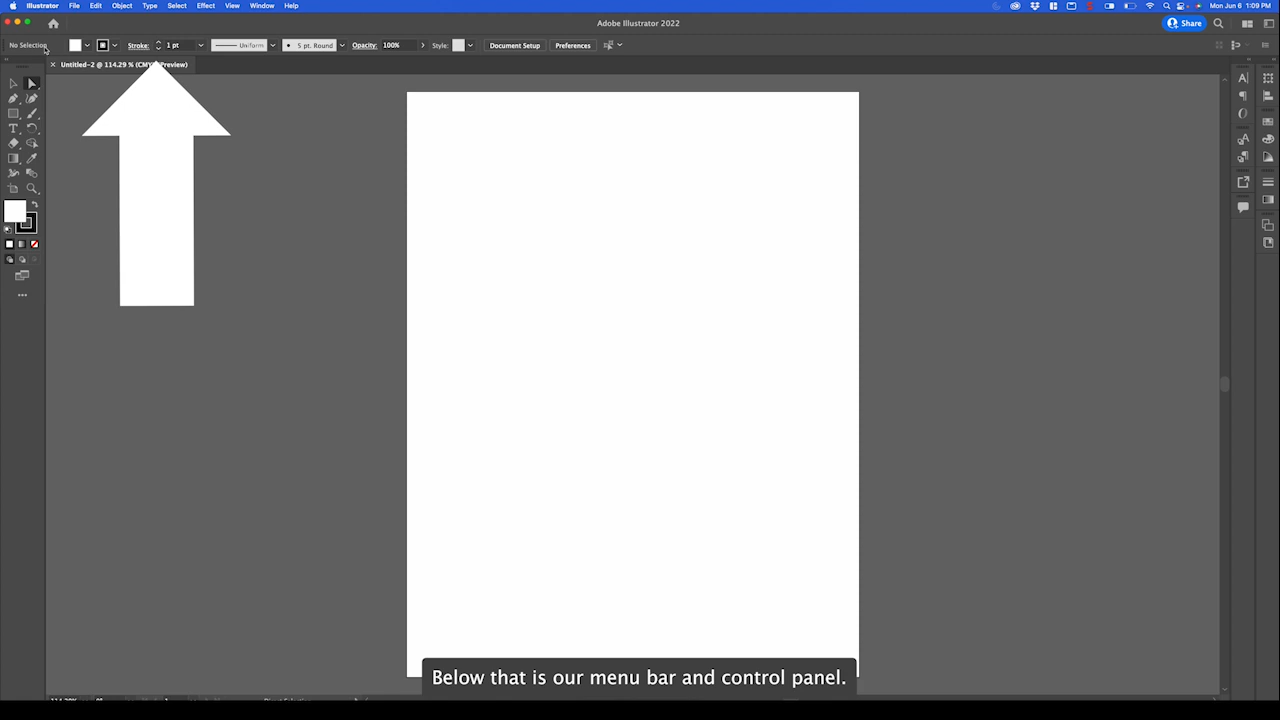 Illustrator File Edit Object Type Select Effect View Window Help Mon Jun 6 1:09 PM
Adobe Illustrator 2022 Share
No Selection Stroke: 1 pt Uniform 5 pt. Round Opacity: 100% Style: Document Setup Preferences
Untitled-2 @ 114.29 % (CMY Preview)
Below that is our menu bar and control panel.